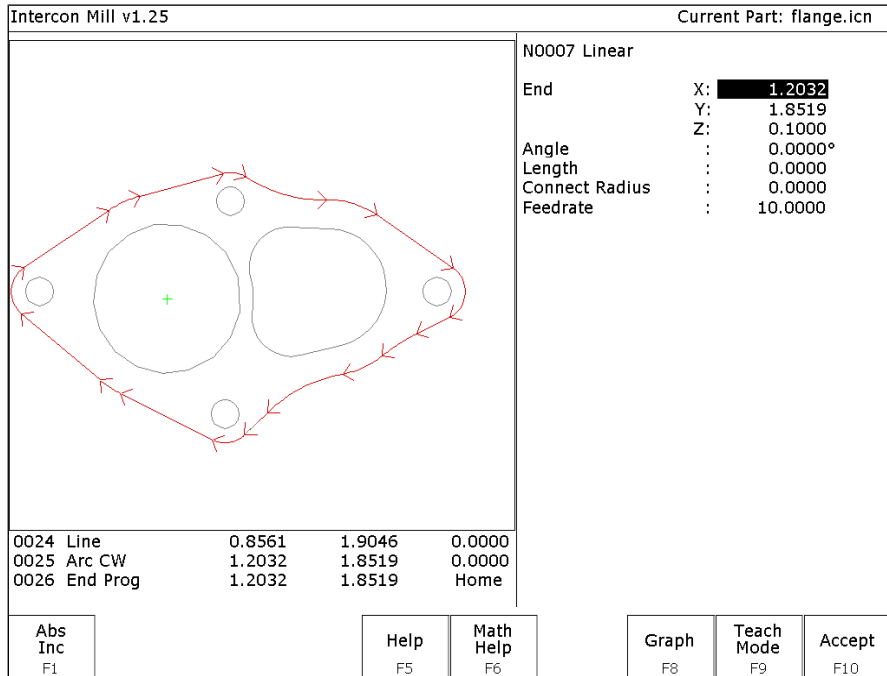 Intercon Mill v1.25 Current Part: flange.icn
N0007 Linear
End X: 1.2032
Y: 1.8519
Z: 0.1000
Angle : 0.0000°
Length : 0.0000
Connect Radius : 0.0000
Feedrate : 10.0000
0024 Line 0.8561 1.9046 0.0000
0025 Arc CW 1.2032 1.8519 0.0000
0026 End Prog 1.2032 1.8519 Home
Abs
Inc
F1
Help
F5
Math
Help
F6
Graph
F8
Teach
Mode
F9
Accept
F10